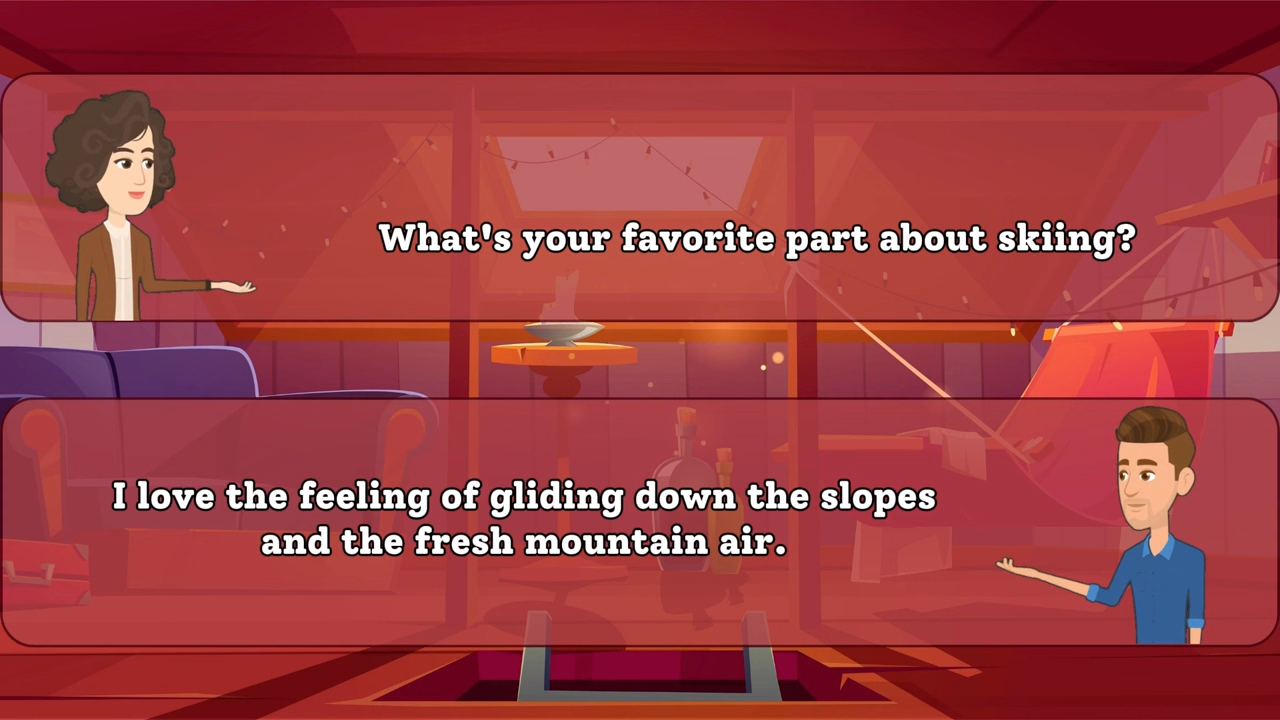 What's your favorite part about skiing?
I love the feeling of gliding down the slopes
and the fresh mountain air.